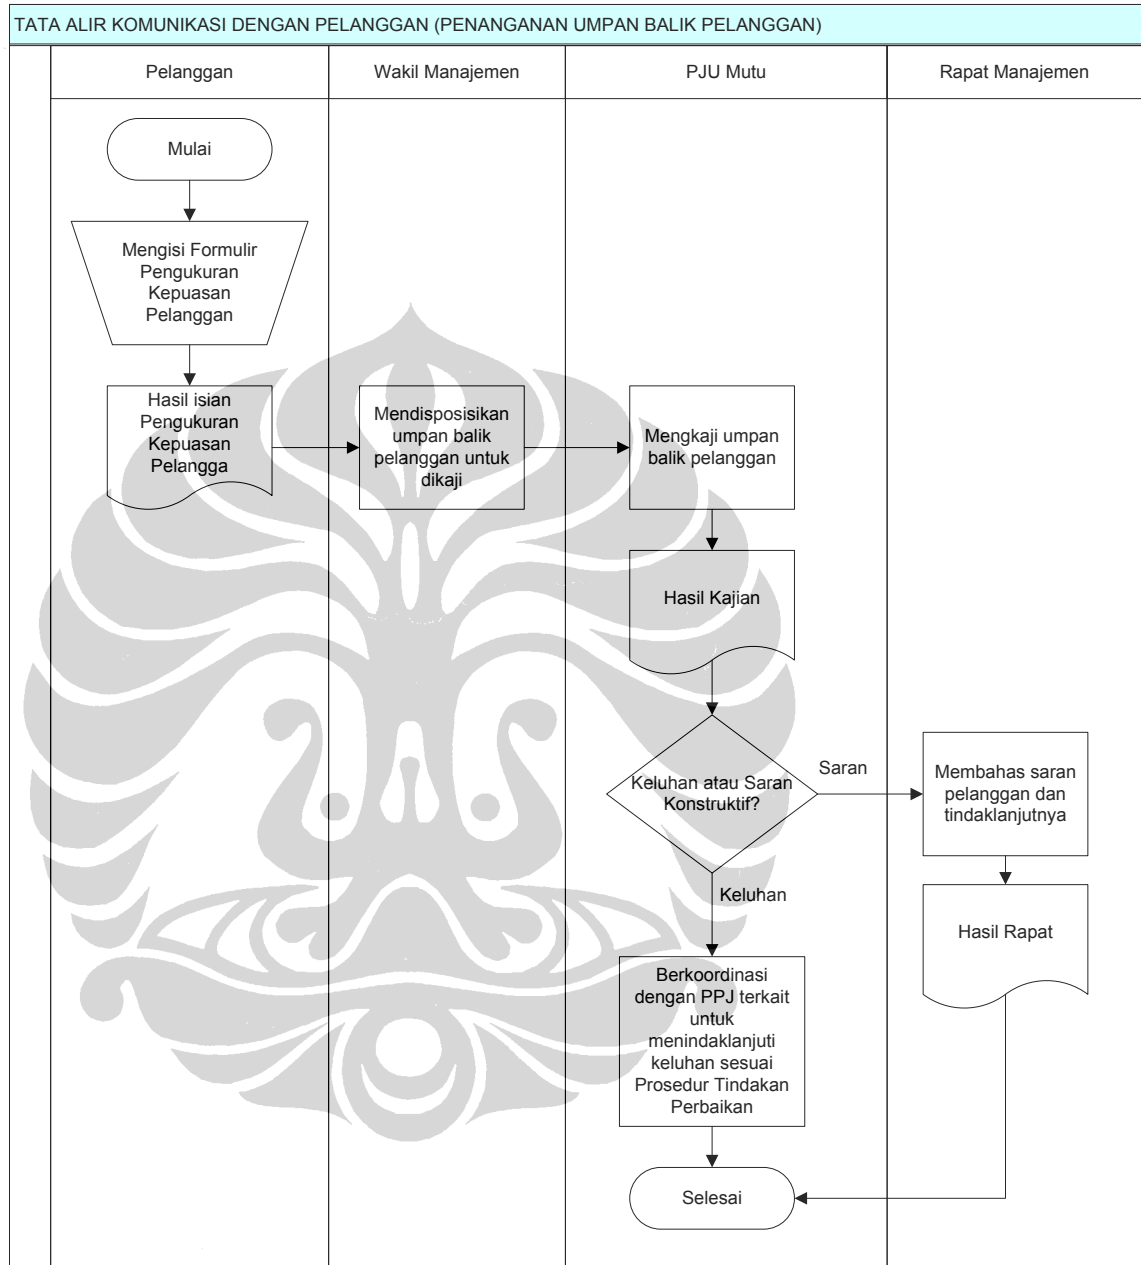 TATA ALIR KOMUNIKASI DENGAN PELANGGAN (PENANGANAN UMPAN BALIK PELANGGAN)
Pelanggan
Wakil Manajemen
PJU Mutu
Rapat Manajemen
Mulai
Mengisi Formulir
Pengukuran
Kepuasan
Pelanggan
Hasil isian
Pengukuran
Kepuasan
Pelangga
Mendisposisikan
umpan balik
pelanggan untuk
dikaji
Mengkaji umpan
balik pelanggan
Hasil Kajian
Keluhan atau Saran
Konstruktif?
Saran
Membahas saran
pelanggan dan
tindaklanjutnya
Keluhan
Hasil Rapat
Berkoordinasi
dengan PPJ terkait
untuk
menindaklanjuti
keluhan sesuai
Prosedur Tindakan
Perbaikan
Selesai